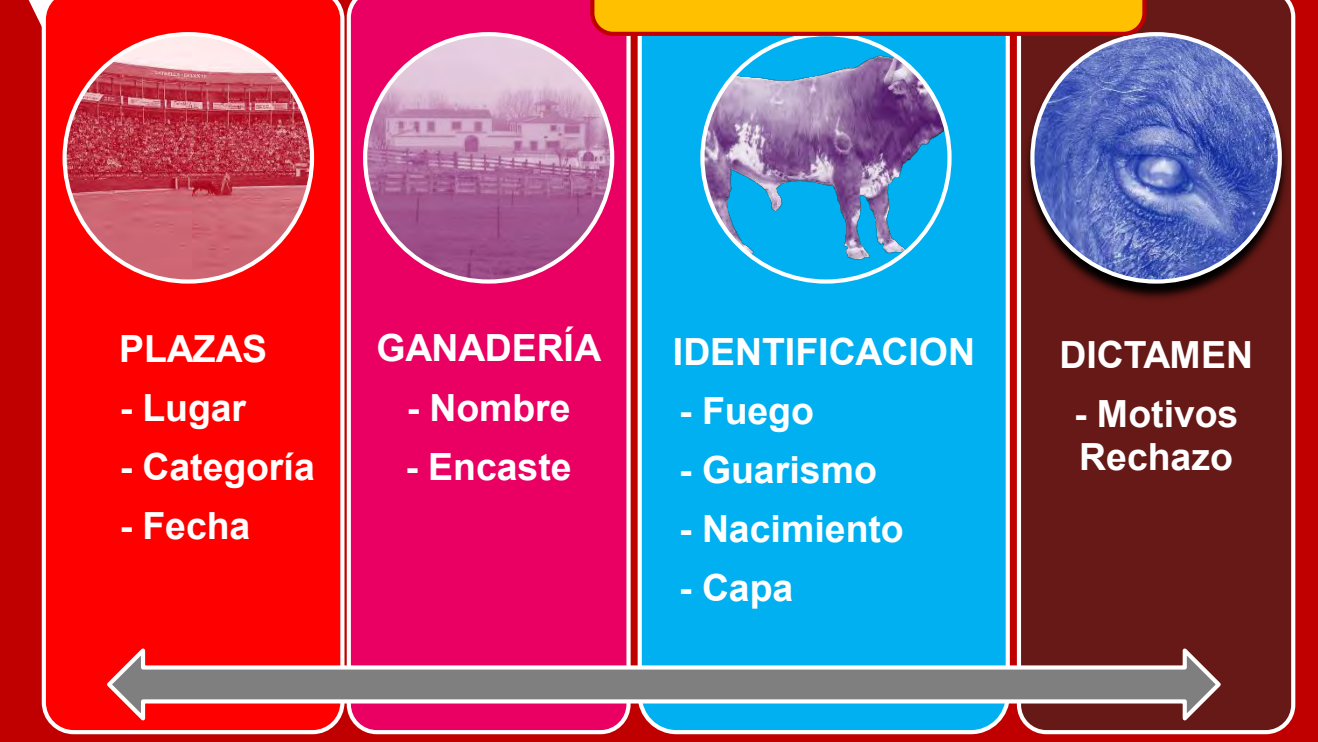 PLAZAS
- Lugar
- Categoría
- Fecha
GANADERÍA
- Nombre
- Encaste
IDENTIFICACION
- Fuego
- Guarismo
- Nacimiento
- Capa
DICTAMEN
- Motivos
Rechazo